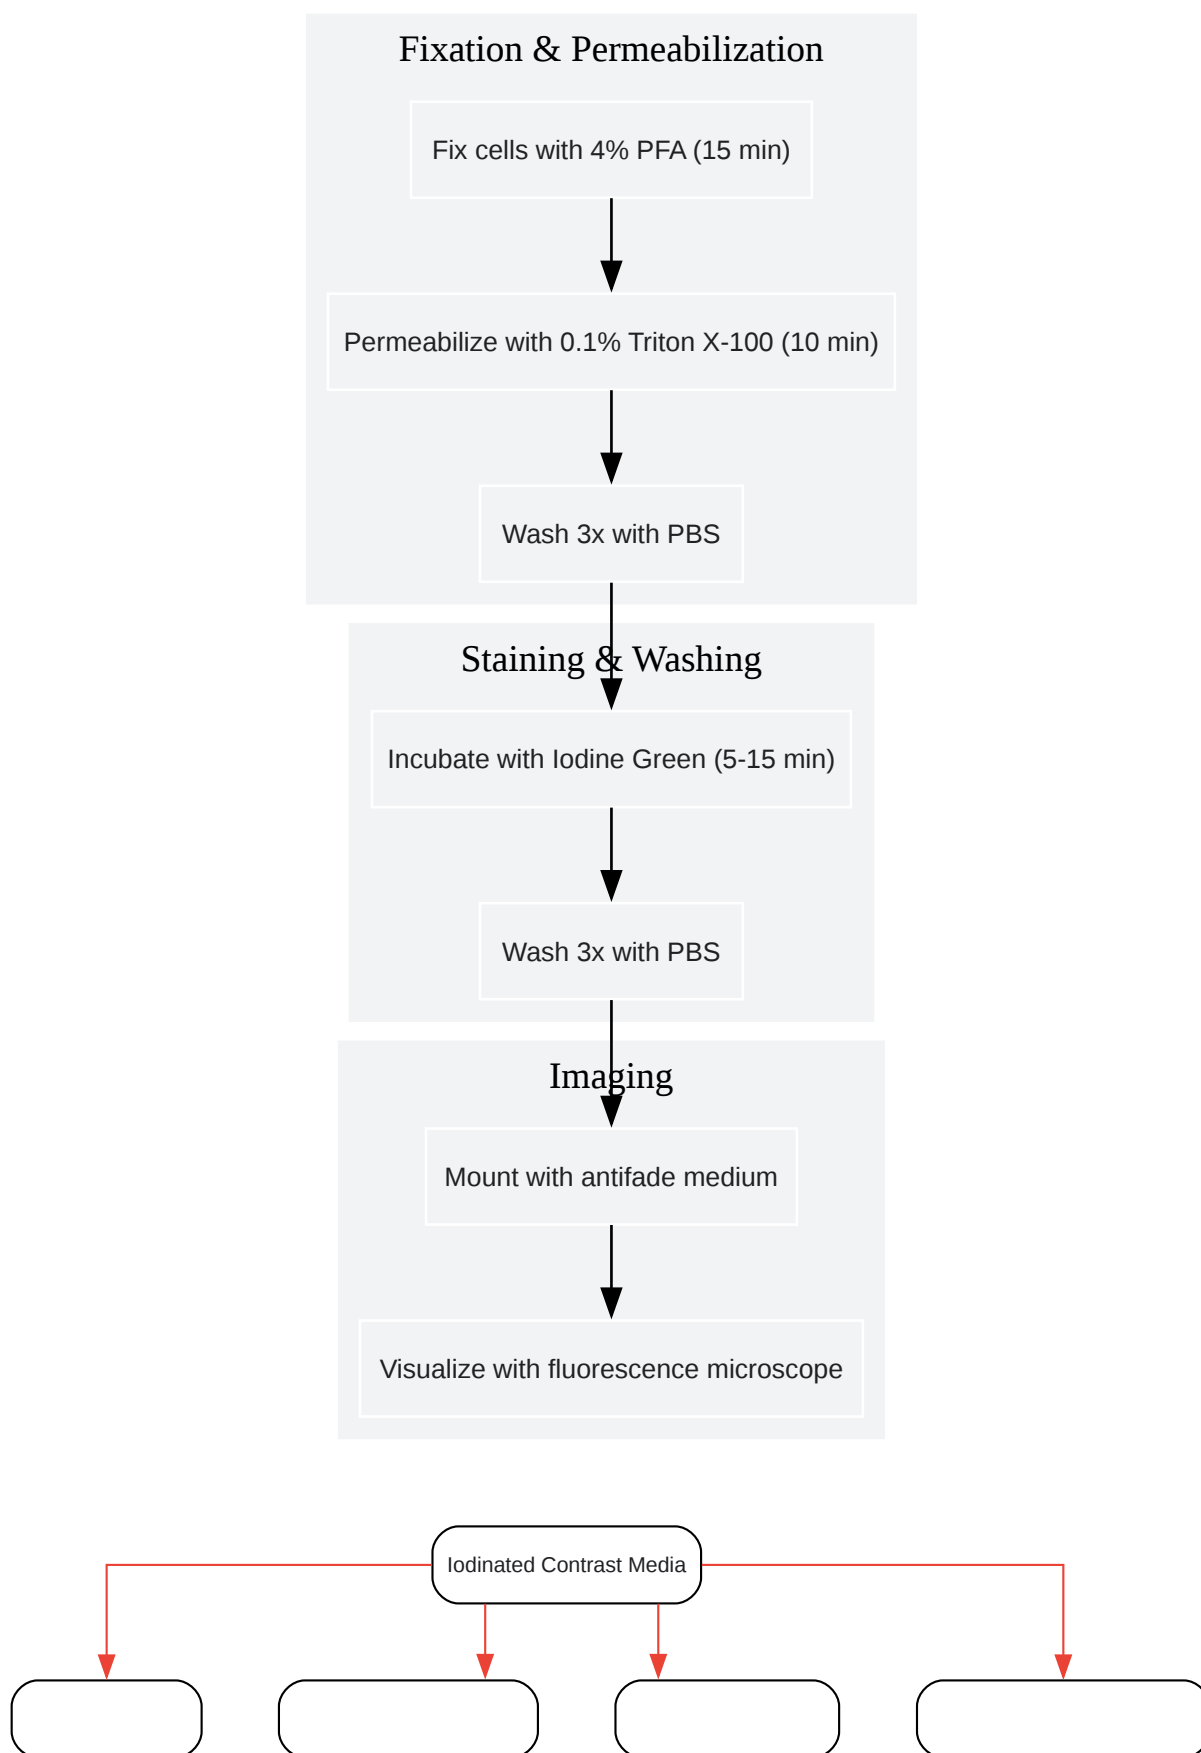 Fixation & Permeabilization
Fix cells with 4% PFA (15 min)
Permeabilize with 0.1% Triton X-100 (10 min)
Wash 3x with PBS
Staining & Washing
Incubate with Iodine Green (5-15 min)
Wash 3x with PBS
Imaging
Mount with antifade medium
Visualize with fluorescence microscope
Iodinated Contrast Media